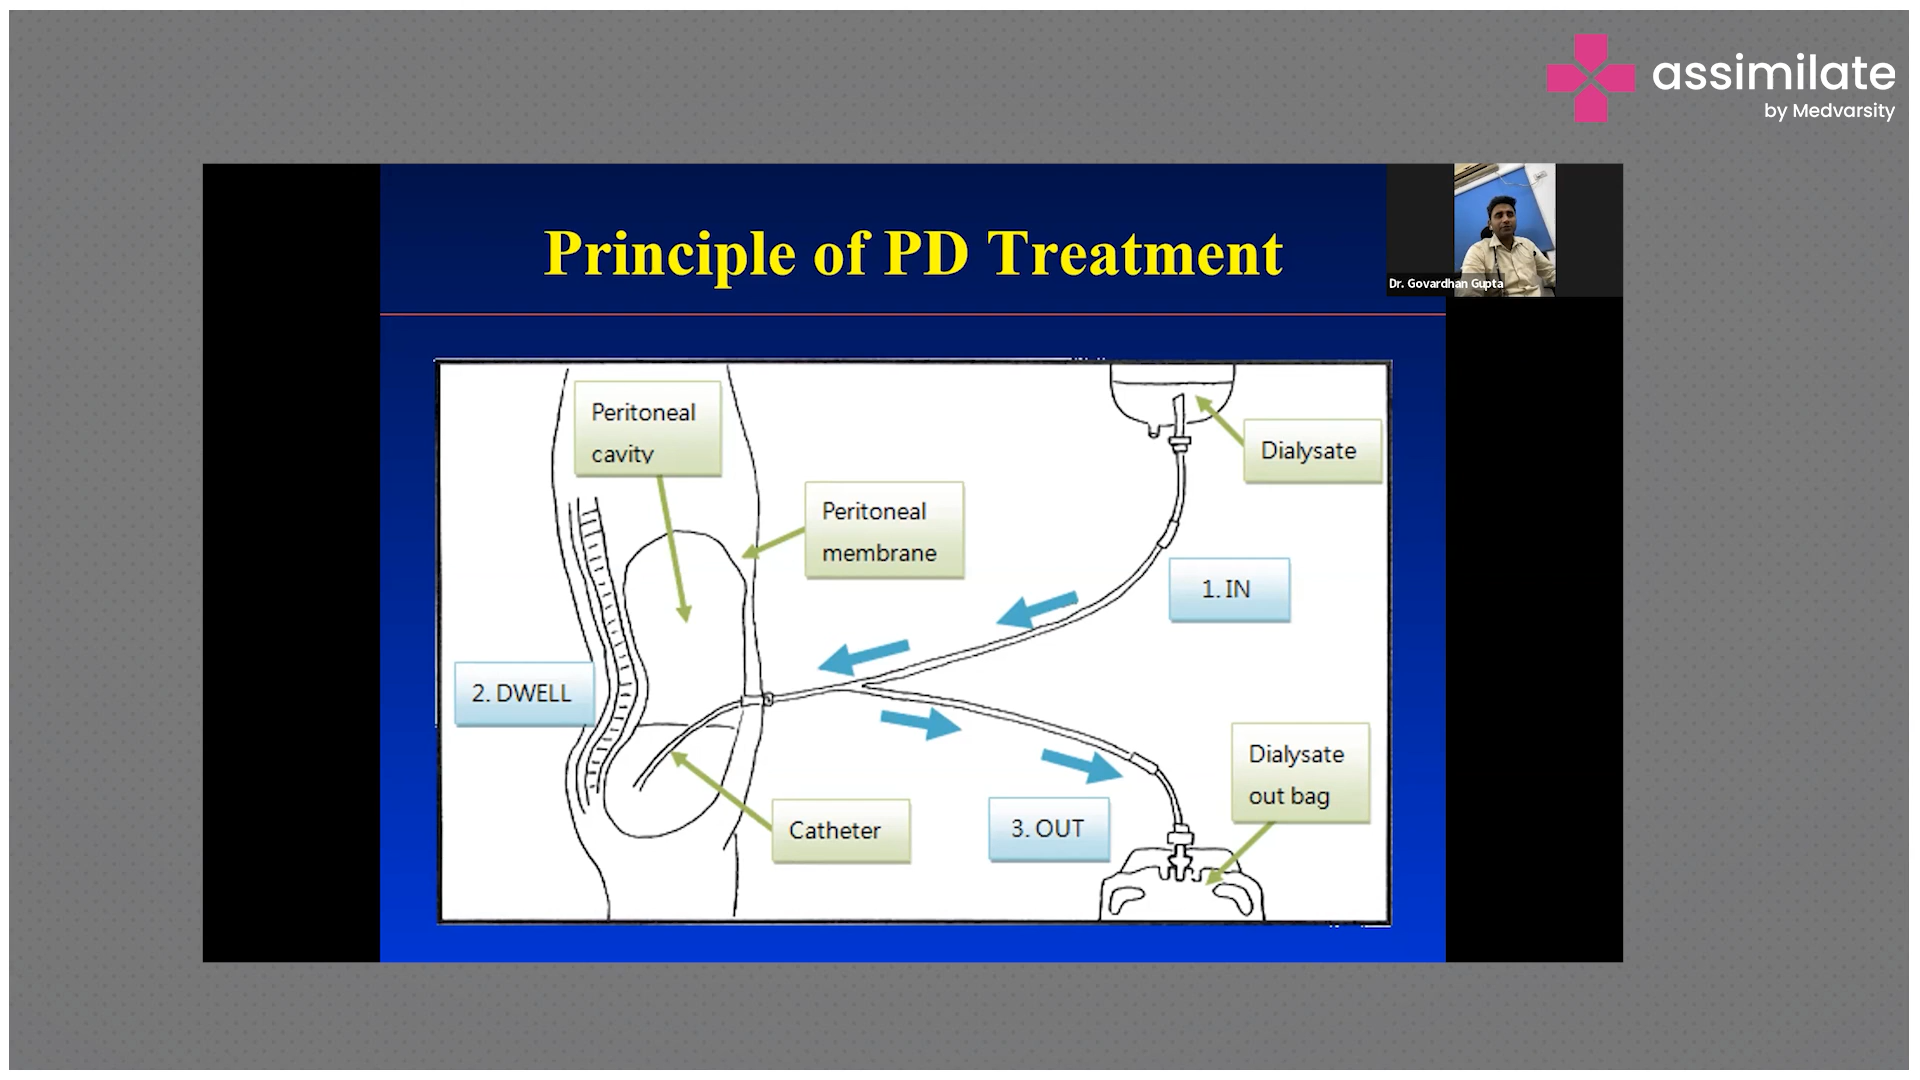 assimilate
by Medvarsity
Principle of PD Treatment
Dr. Govardhan Gupta
Peritoneal
cavity
Dialysate
Peritoneal
membrane
1. IN
2. DWELL
Dialysate
out bag
Catheter
3. OUT